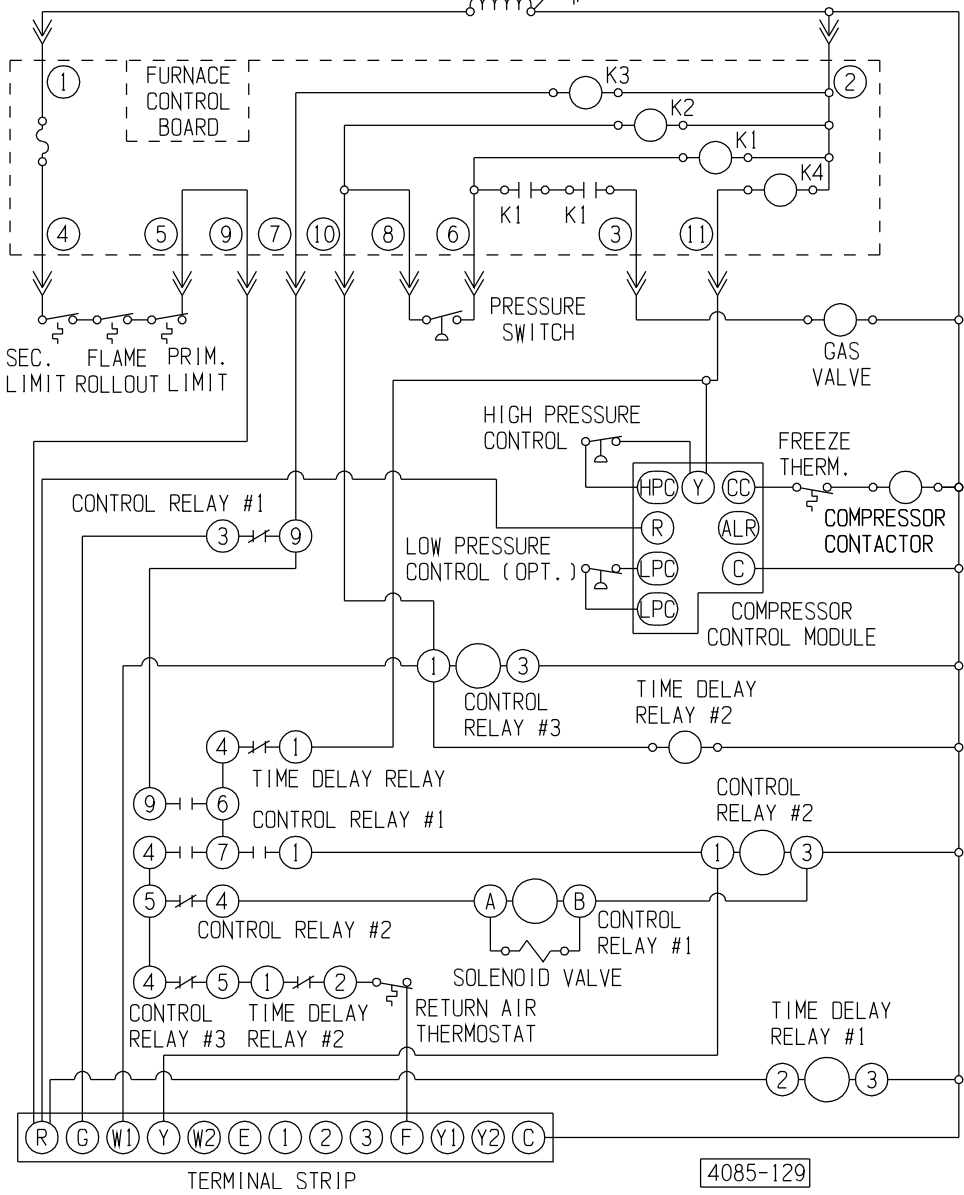 FURNACE
CONTROL
BOARD
1
K3
2
K2
K1
K4
K1 K1
4 5 9 7 10 8 6 3 11
PRESSURE
SWITCH
SEC. FLAME PRIM.
LIMIT ROLLOUT LIMIT
GAS
VALVE
HIGH PRESSURE
CONTROL
FREEZE
THERM.
HPC Y CC
CONTROL RELAY #1
3 9
R ALR
COMPRESSOR
CONTACTOR
LOW PRESSURE
CONTROL (OPT.)
LPC C
LPC
COMPRESSOR
CONTROL MODULE
1 3
CONTROL
RELAY #3
TIME DELAY
RELAY #2
4 1
TIME DELAY RELAY
9 6
CONTROL RELAY #1
CONTROL
RELAY #2
4 7 1 1 3
5 4 A B
CONTROL RELAY #2
CONTROL
RELAY #1
SOLENOID VALVE
4 5 1 2
CONTROL
RELAY #3
TIME DELAY
RELAY #2
RETURN AIR
THERMOSTAT
TIME DELAY
RELAY #1
2 3
R G W1 Y W2 E 1 2 3 F Y1 Y2 C
TERMINAL STRIP
4085-129